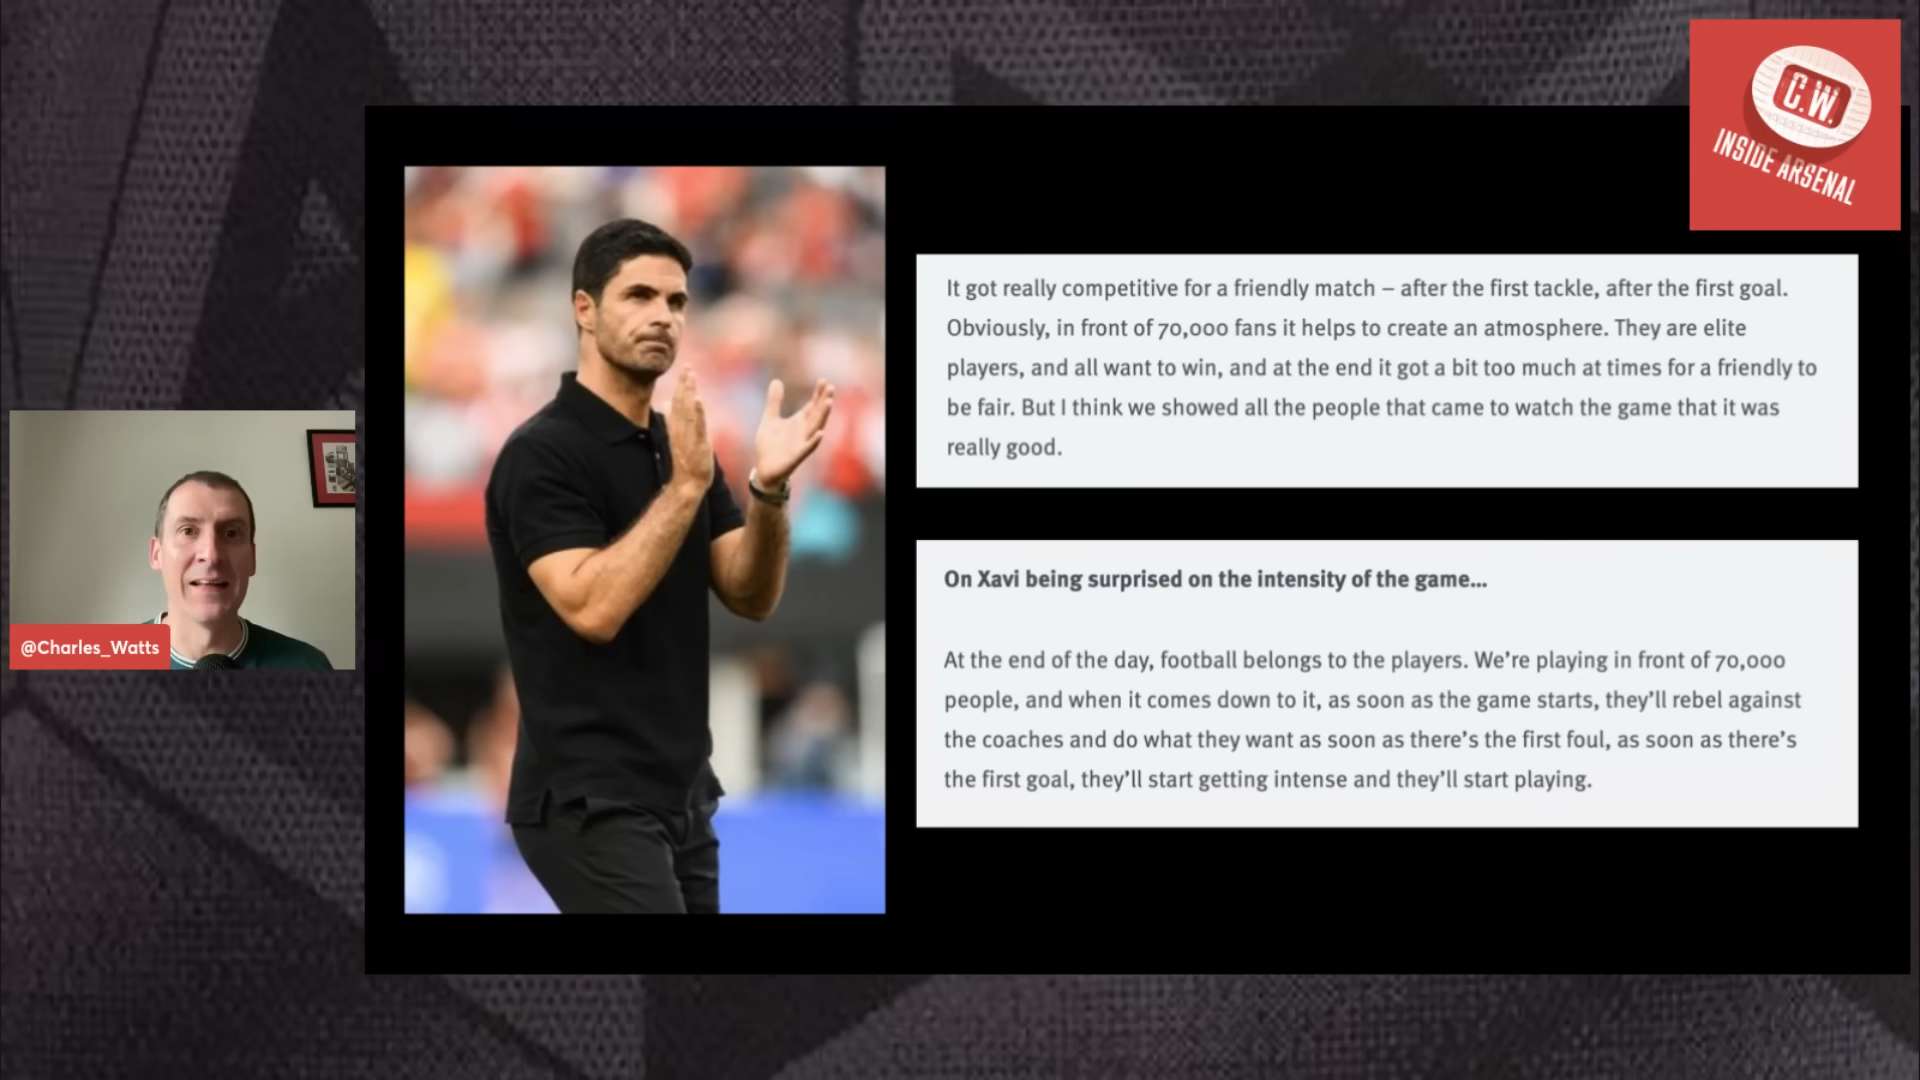 C.W.
INSIDE ARSENAL
It got really competitive for a friendly match – after the first tackle, after the first goal.
Obviously, in front of 70,000 fans it helps to create an atmosphere. They are elite
players, and all want to win, and at the end it got a bit too much at times for a friendly to
be fair. But I think we showed all the people that came to watch the game that it was
really good.
On Xavi being surprised on the intensity of the game...
At the end of the day, football belongs to the players. We’re playing in front of 70,000
people, and when it comes down to it, as soon as the game starts, they’ll rebel against
the coaches and do what they want as soon as there’s the first foul, as soon as there’s
the first goal, they’ll start getting intense and they’ll start playing.
@Charles_Watts